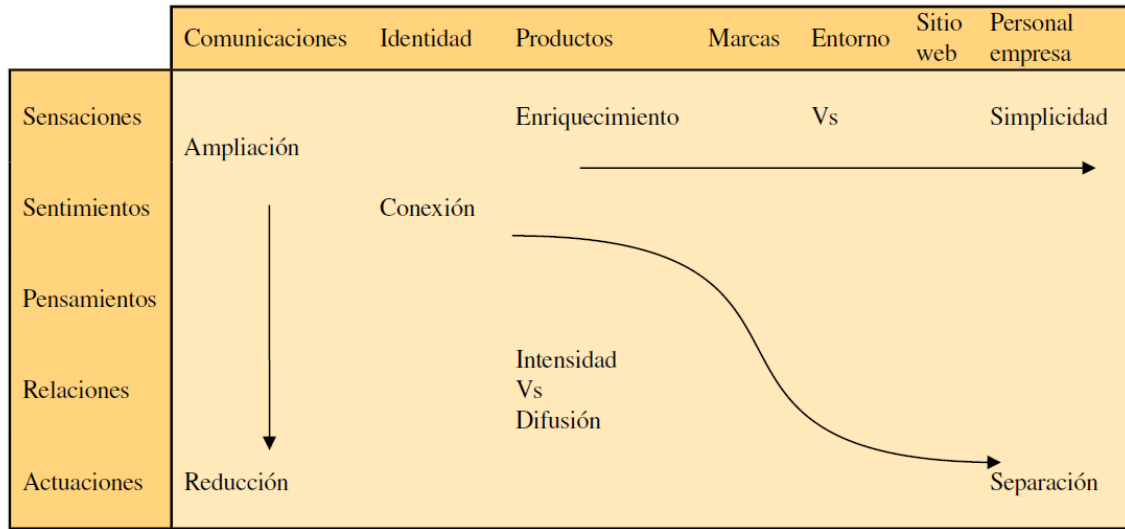 Comunicaciones Identidad Productos Marcas Entorno Sitio web Personal empresa
Sensaciones Enriquecimiento Vs Simplicidad
Ampliación
Sentimientos Conexión
Pensamientos
Intensidad
Relaciones Vs
Difusión
Actuaciones Reducción Separación